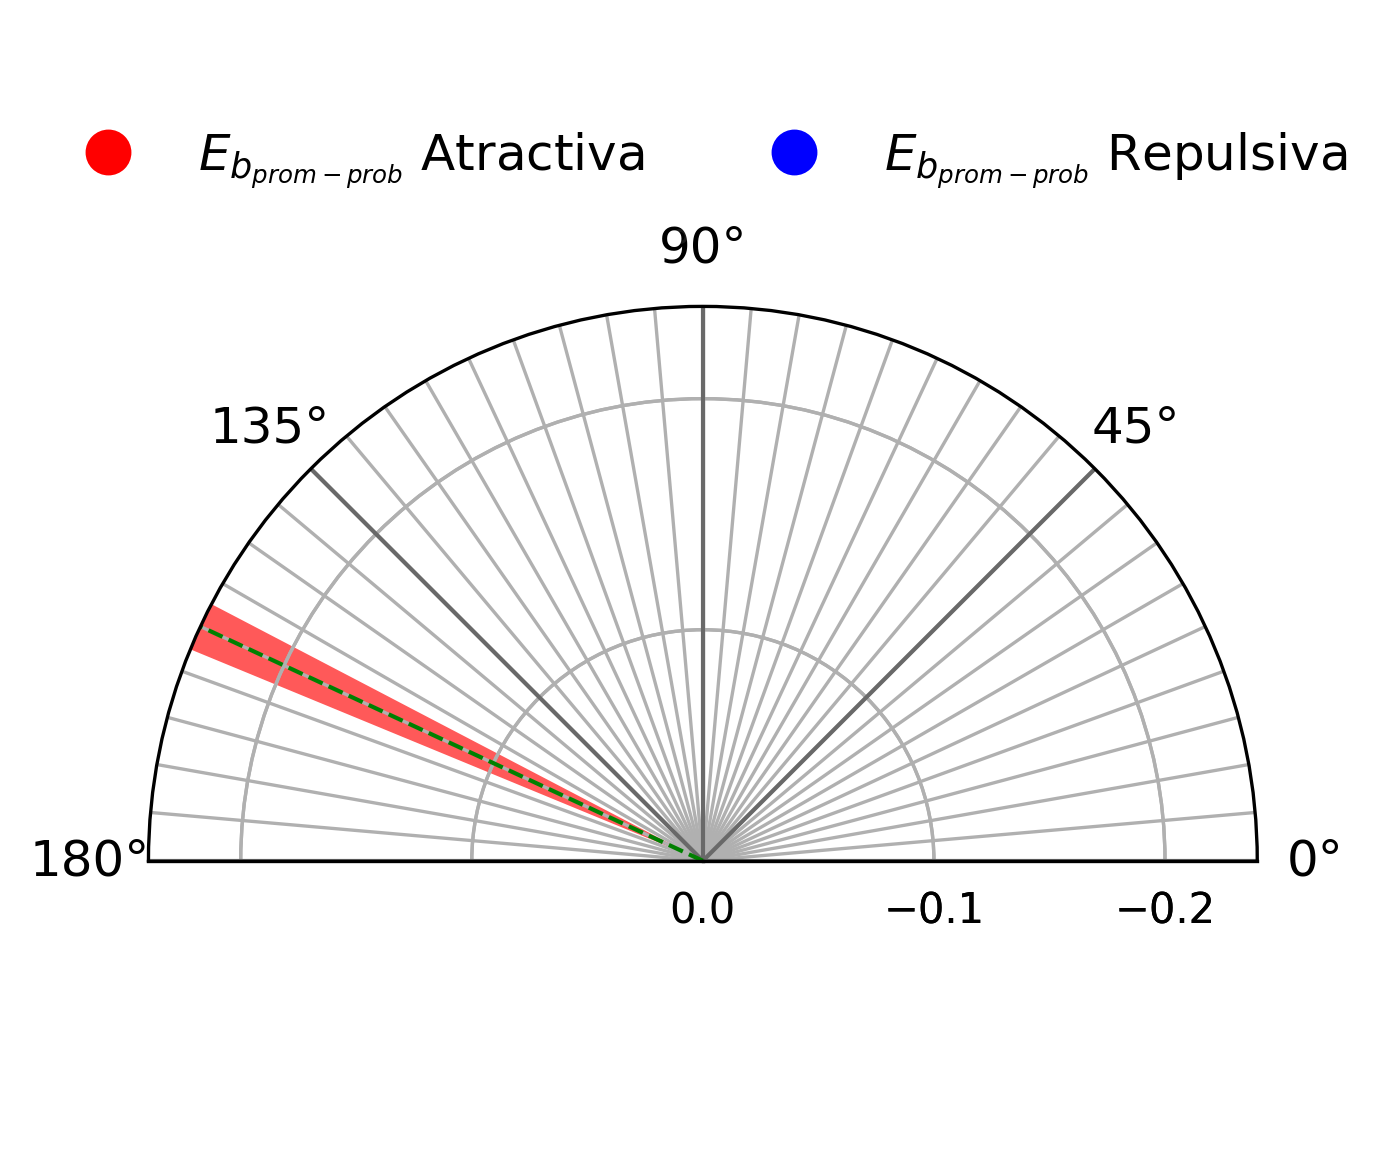 E_{b_{prom-prob}} Atractiva E_{b_{prom-prob}} Repulsiva
90°
135° 45°
180° 0°
0.0 −0.1 −0.2